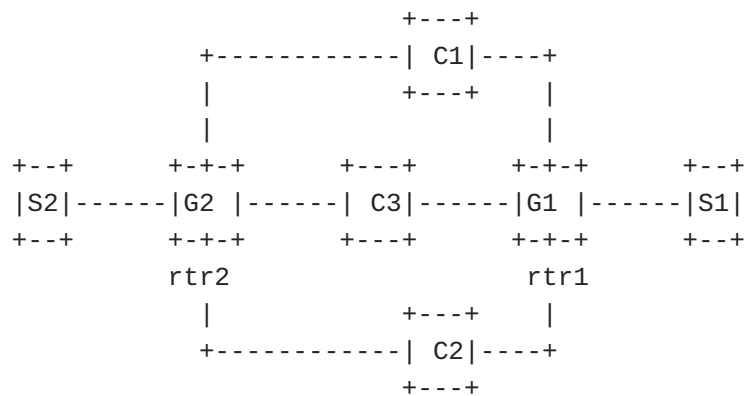 +---+
            +------------| C1|----+
            |            +---+    |
            |                     |
+--+      +-+-+      +---+      +-+-+      +--+
|S2|------|G2 |------| C3|------|G1 |------|S1|
+--+      +-+-+      +---+      +-+-+      +--+
          rtr2                   rtr1
            |            +---+    |
            +------------| C2|----+
                         +---+